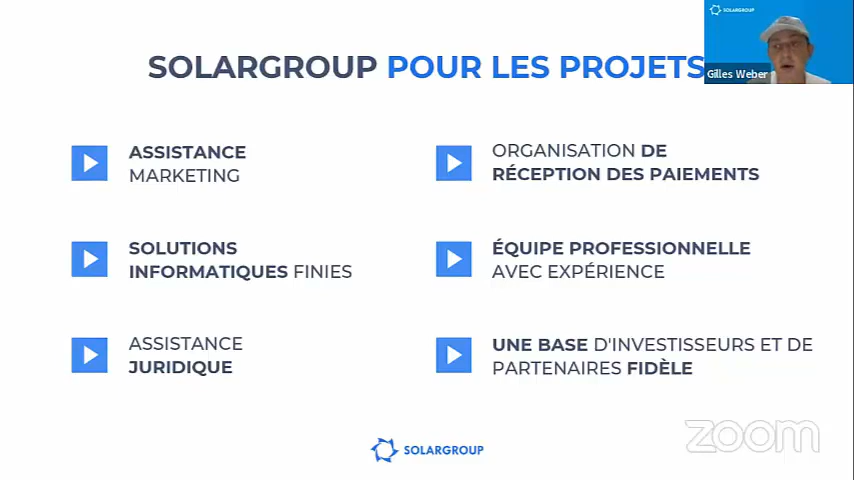 SOLARGROUP
SOLARGROUP POUR LES PROJETS
Gilles Weber
ASSISTANCE
MARKETING
ORGANISATION DE
RÉCEPTION DES PAIEMENTS
SOLUTIONS
INFORMATIQUES FINIES
ÉQUIPE PROFESSIONNELLE
AVEC EXPÉRIENCE
ASSISTANCE
JURIDIQUE
UNE BASE D'INVESTISSEURS ET DE
PARTENAIRES FIDÈLE
zoom
SOLARGROUP